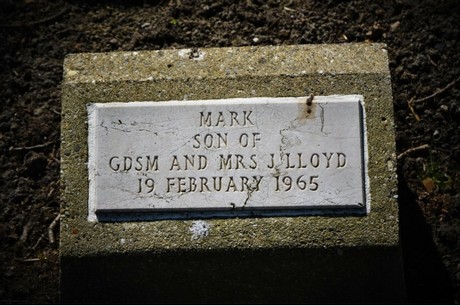 MARK
SON OF
GDSM AND MRS J LLOYD
19 FEBRUARY 1965